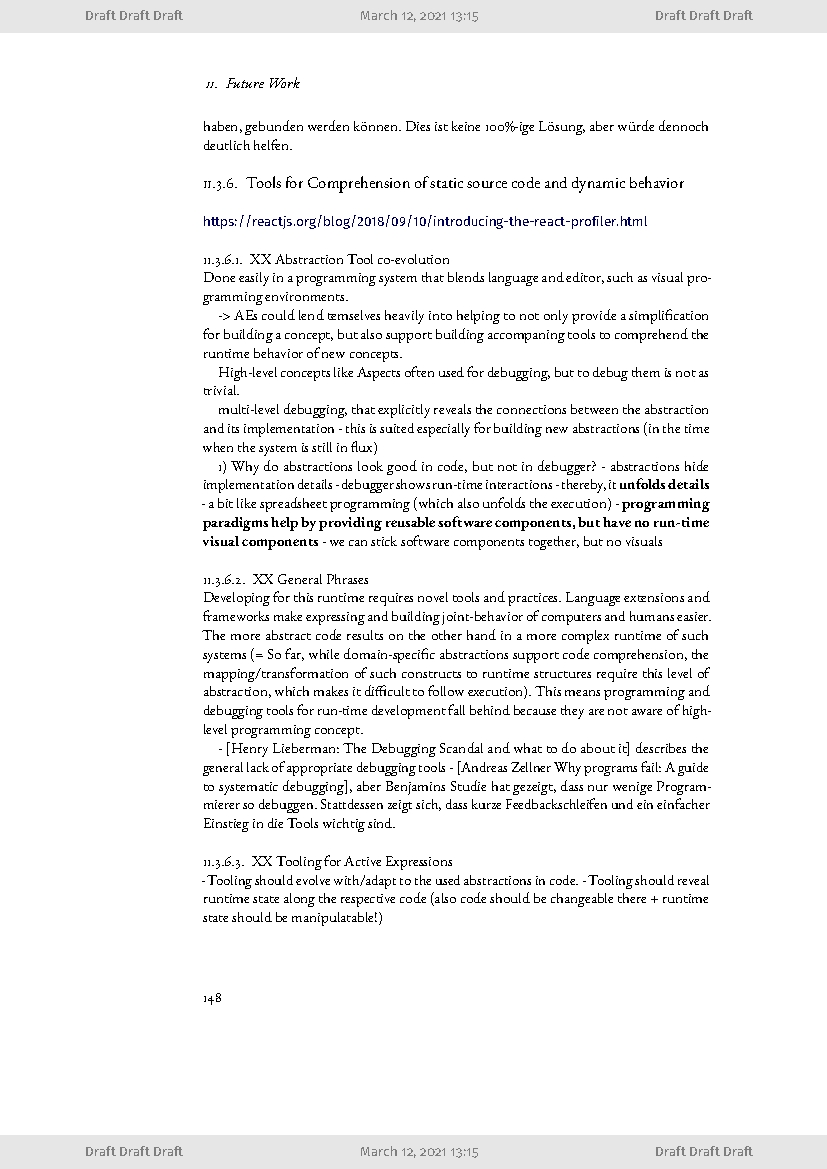 Draft Draft Draft March 12, 2021 13:15 Draft Draft Draft
11. Future Work
haben, gebunden werden können. Dies ist keine 100%-ige Lösung, aber würde dennoch
deutlich helfen.
11.3.6. Tools for Comprehension of static source code and dynamic behavior
https://reactjs.org/blog/2018/09/10/introducing-the-react-profiler.html
11.3.6.1. XX Abstraction Tool co-evolution
Done easily in a programming system that blends language and editor, such as visual pro-
gramming environments.
-> AEs could lend temselves heavily into helping to not only provide a simplification
for building a concept, but also support building accompaning tools to comprehend the
runtime behavior of new concepts.
High-level concepts like Aspects often used for debugging, but to debug them is not as
trivial.
multi-level debugging, that explicitly reveals the connections between the abstraction
and its implementation - this is suited especially for building new abstractions (in the time
when the system is still in flux)
1) Why do abstractions look good in code, but not in debugger? - abstractions hide
implementation details - debugger shows run-time interactions - thereby, it unfolds details
- a bit like spreadsheet programming (which also unfolds the execution) - programming
paradigms help by providing reusable software components, but have no run-time
visual components - we can stick software components together, but no visuals
11.3.6.2. XX General Phrases
Developing for this runtime requires novel tools and practices. Language extensions and
frameworks make expressing and building joint-behavior of computers and humans easier.
The more abstract code results on the other hand in a more complex runtime of such
systems (= So far, while domain-specific abstractions support code comprehension, the
mapping/transformation of such constructs to runtime structures require this level of
abstraction, which makes it difficult to follow execution). This means programming and
debugging tools for run-time development fall behind because they are not aware of high-
level programming concept.
- [Henry Lieberman: The Debugging Scandal and what to do about it] describes the
general lack of appropriate debugging tools - [Andreas Zellner Why programs fail: A guide
to systematic debugging], aber Benjamins Studie hat gezeigt, dass nur wenige Program-
mierer so debuggen. Stattdessen zeigt sich, dass kurze Feedbackschleifen und ein einfacher
Einstieg in die Tools wichtig sind.
11.3.6.3. XX Tooling for Active Expressions
- Tooling should evolve with/adapt to the used abstractions in code. - Tooling should reveal
runtime state along the respective code (also code should be changeable there + runtime
state should be manipulatable!)
148
Draft Draft Draft March 12, 2021 13:15 Draft Draft Draft